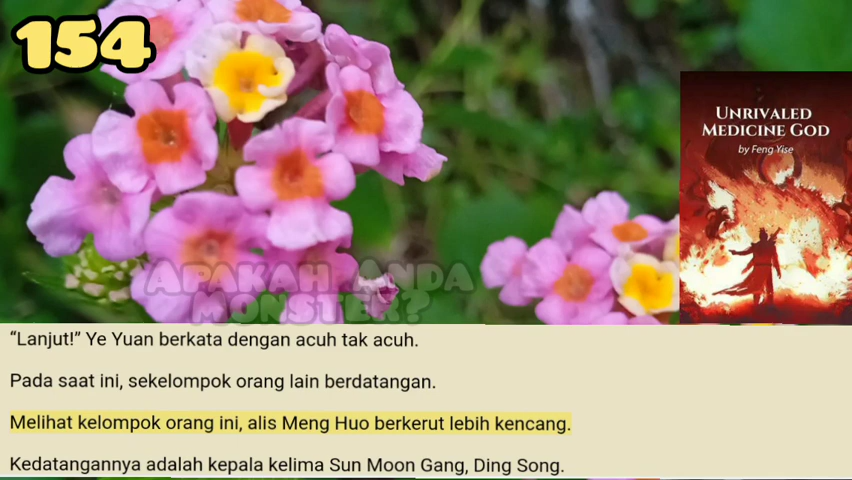 154
UNRIVALED
MEDICINE GOD
by Feng Yise
APAKAH ANDA
MONSTER?
“Lanjut!” Ye Yuan berkata dengan acuh tak acuh.
Pada saat ini, sekelompok orang lain berdatangan.
Melihat kelompok orang ini, alis Meng Huo berkerut lebih kencang.
Kedatangannya adalah kepala kelima Sun Moon Gang, Ding Song.